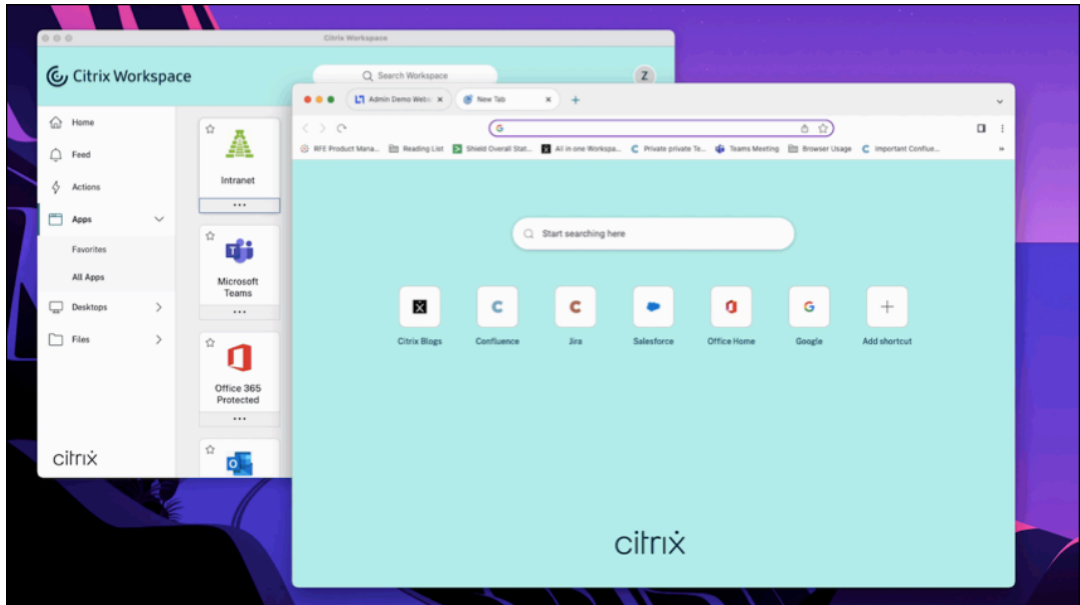 Citrix Workspace
Citrix Workspace
Search Workspace
Z
Home
Feed
Actions
Apps
Favorites
All Apps
Desktops
Files
citrix
Intranet
Microsoft
Teams
Office 365
Protected
Admin Demo Webs
New Tab
RFE Product Mana...
Reading List
Shield Overall Stat...
All in one Workspa...
Private private Te...
Teams Meeting
Browser Usage
Important Conflue...
Start searching here
Citrix Blogs
Confluence
Jira
Salesforce
Office Home
Google
Add shortcut
citrix